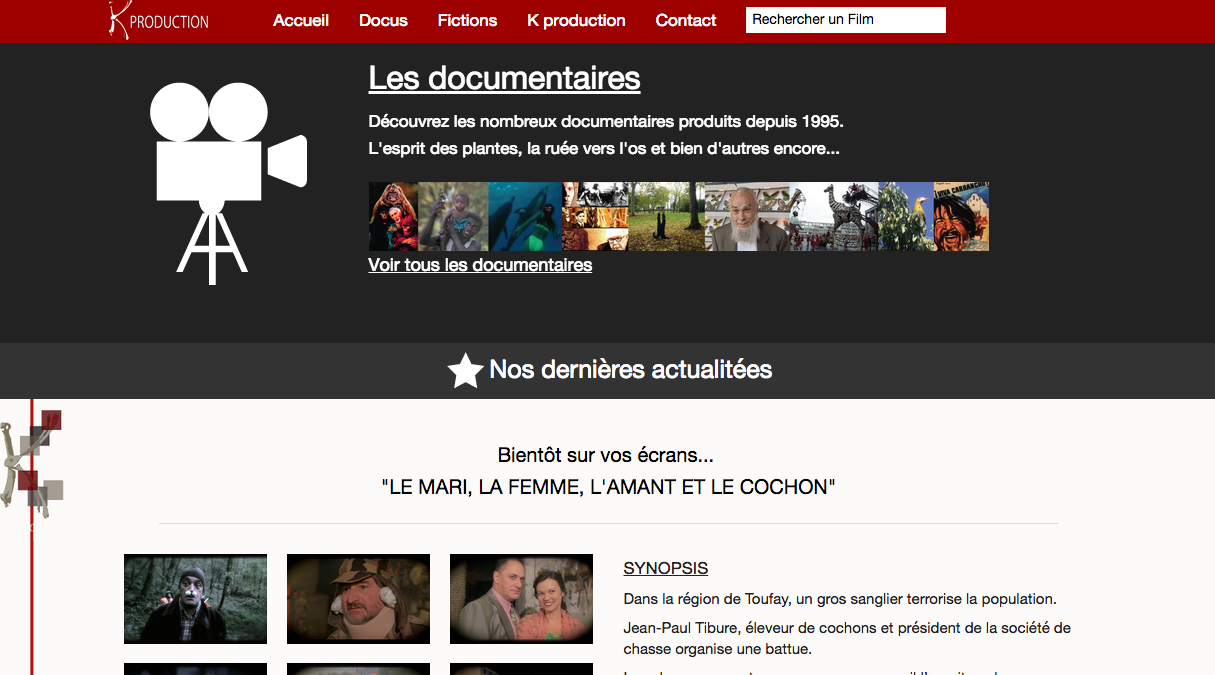 K PRODUCTION
Accueil Docus Fictions K production Contact Rechercher un Film
Les documentaires
Découvrez les nombreux documentaires produits depuis 1995.
L'esprit des plantes, la ruée vers l'os et bien d'autres encore...
VIVA CARRANCHO
Voir tous les documentaires
Nos dernières actualitées
Bientôt sur vos écrans...
"LE MARI, LA FEMME, L'AMANT ET LE COCHON"
SYNOPSIS
Dans la région de Toufay, un gros sanglier terrorise la population.
Jean-Paul Tibure, éleveur de cochons et président de la société de
chasse organise une battue.